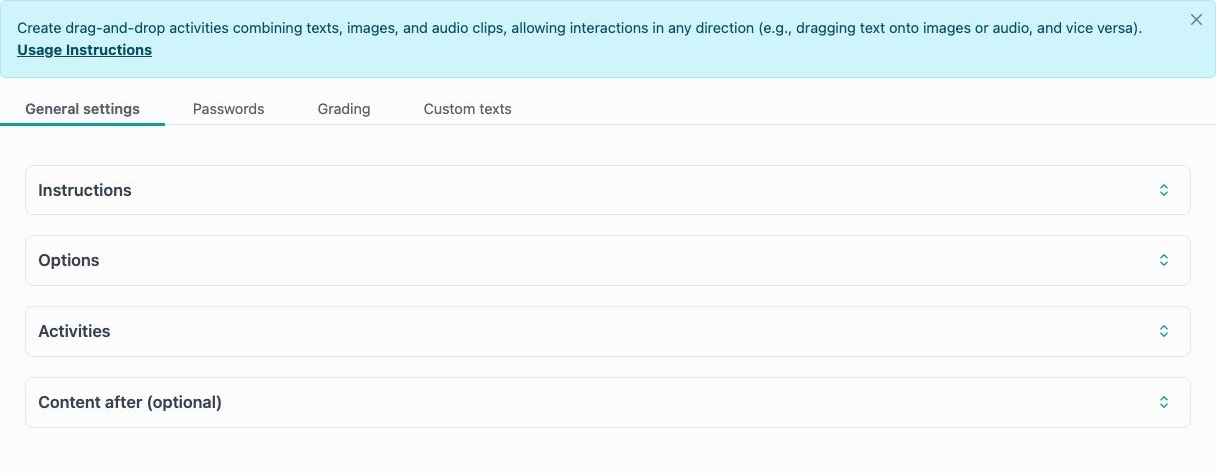 Create drag-and-drop activities combining texts, images, and audio clips, allowing interactions in any direction (e.g., dragging text onto images or audio, and vice versa).
Usage Instructions
General settings
Passwords
Grading
Custom texts
Instructions
Options
Activities
Content after (optional)